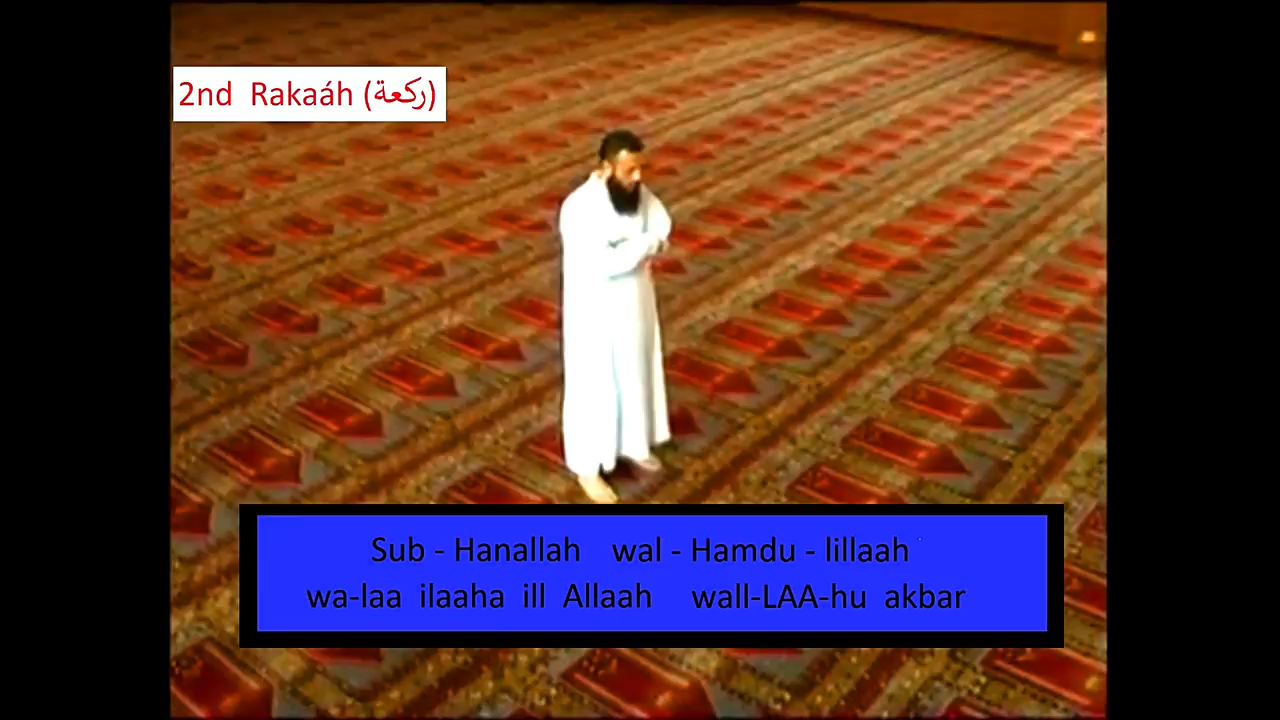 2nd Rakaáh (ركعة)
Sub - Hanallah wal - Hamdu - lillaah
wa-laa ilaaha ill Allaah wall-LAA-hu akbar